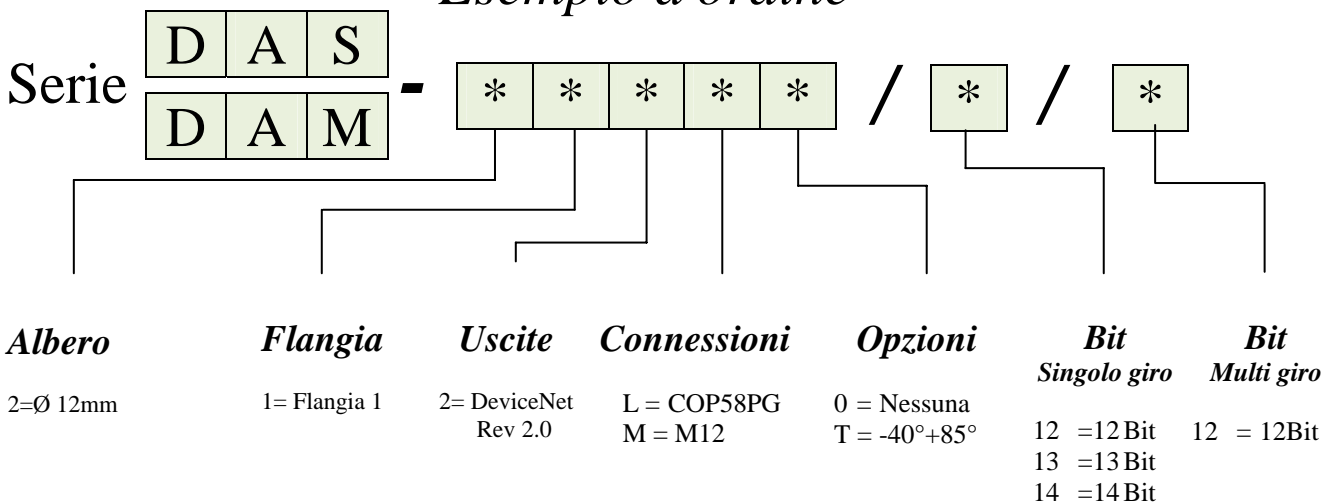 Esempio d'ordine
Serie
D A S
D A M
- * * * * * / * / *
Albero
2=Ø 12mm
Flangia
1= Flangia 1
Uscite
2= DeviceNet
Rev 2.0
Connessioni
L = COP58PG
M = M12
Opzioni
0 = Nessuna
T = -40°+85°
Bit
Singolo giro
12 =12 Bit
13 =13 Bit
14 =14 Bit
Bit
Multi giro
12 = 12Bit